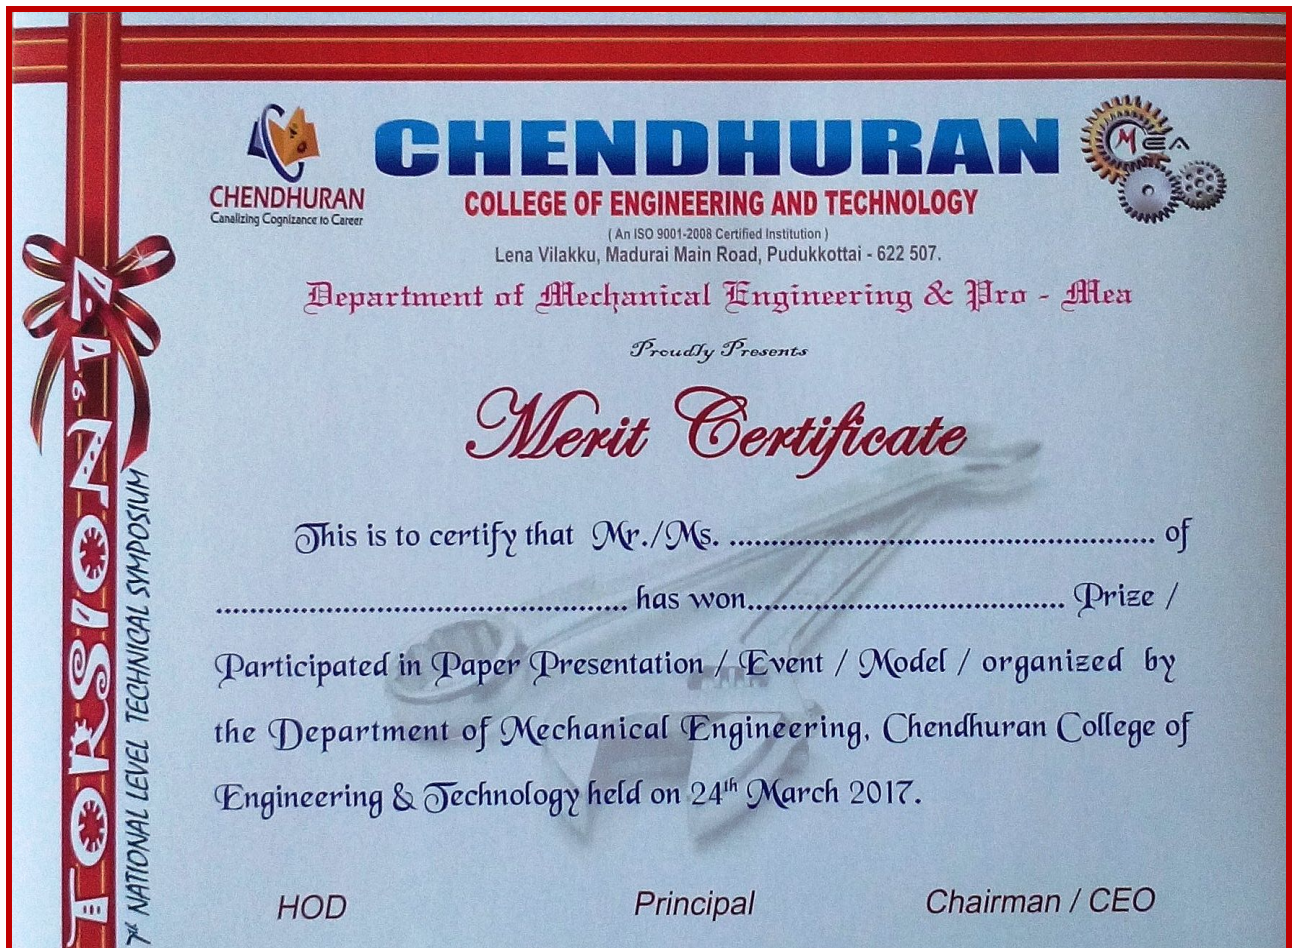 CHENDHURAN
Canalizing Cognizance to Career
CHENDHURAN
COLLEGE OF ENGINEERING AND TECHNOLOGY
( An ISO 9001-2008 Certified Institution )
Lena Vilakku, Madurai Main Road, Pudukkottai - 622 507.
MEA
Department of Mechanical Engineering & Pro - Mea
Proudly Presents
Merit Certificate
This is to certify that Mr./Ms. .......................................................... of
........................................................ has won........................................... Prize /
Participated in Paper Presentation / Event / Model / organized by
the Department of Mechanical Engineering, Chendhuran College of
Engineering & Technology held on 24th March 2017.
HOD Principal Chairman / CEO
TORSION
7th NATIONAL LEVEL TECHNICAL SYMPOSIUM